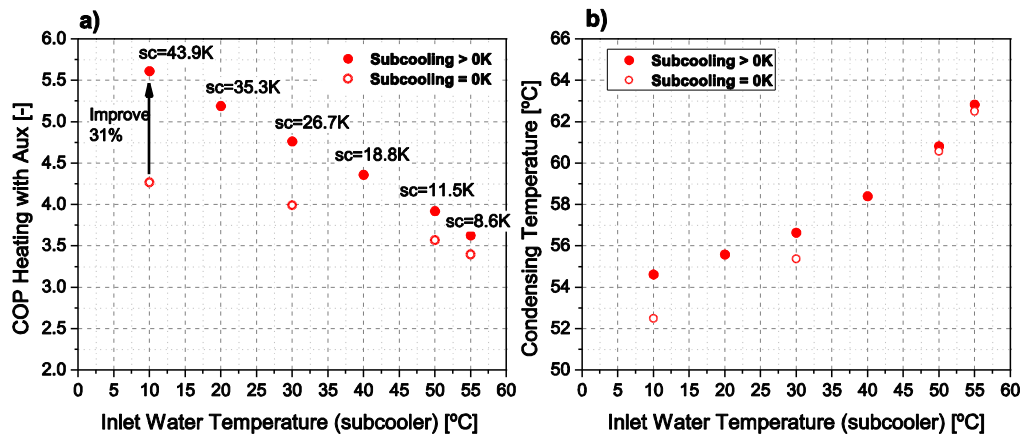 a)
6.0
5.5
5.0
4.5
4.0
3.5
3.0
2.5
2.0
COP Heating with Aux [-]
sc=43.9K
sc=35.3K
sc=26.7K
sc=18.8K
sc=11.5K
sc=8.6K
Improve
31%
Subcooling > 0K
Subcooling = 0K
0 5 10 15 20 25 30 35 40 45 50 55 60
Inlet Water Temperature (subcooler) [ºC]
b)
66
64
62
60
58
56
54
52
50
Condensing Temperature [ºC]
Subcooling > 0K
Subcooling = 0K
0 5 10 15 20 25 30 35 40 45 50 55 60
Inlet Water Temperature (subcooler) [ºC]